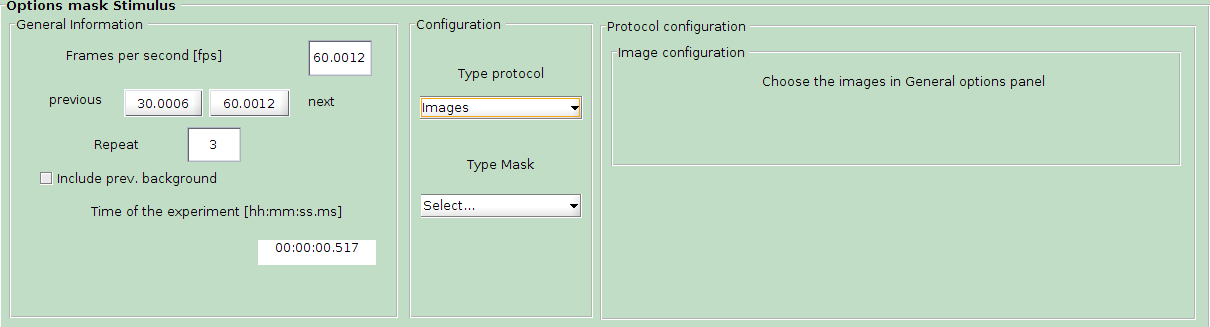 Options mask Stimulus
General Information
Frames per second [fps]
60.0012
previous
30.0006
60.0012
next
Repeat
3
Include prev. background
Time of the experiment [hh:mm:ss.ms]
00:00:00.517
Configuration
Type protocol
Images
Type Mask
Select...
Protocol configuration
Image configuration
Choose the images in General options panel